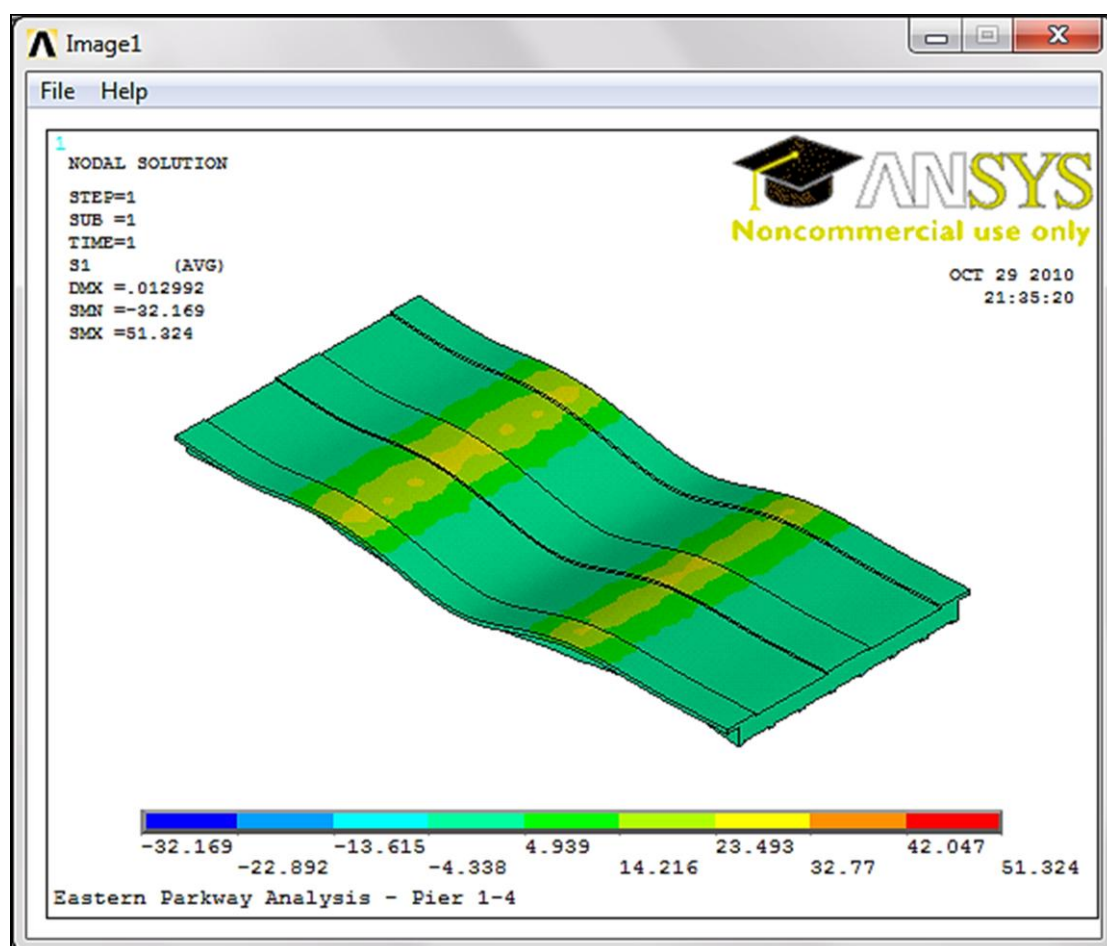 Image1
File Help
1
NODAL SOLUTION
STEP=1
SUB =1
TIME=1
S1 (AVG)
DMX =.012992
SMN =-32.169
SMX =51.324
ANSYS
Noncommercial use only
OCT 29 2010
21:35:20
-32.169 -13.615 4.939 23.493 42.047
-22.892 -4.338 14.216 32.77 51.324
Eastern Parkway Analysis - Pier 1-4